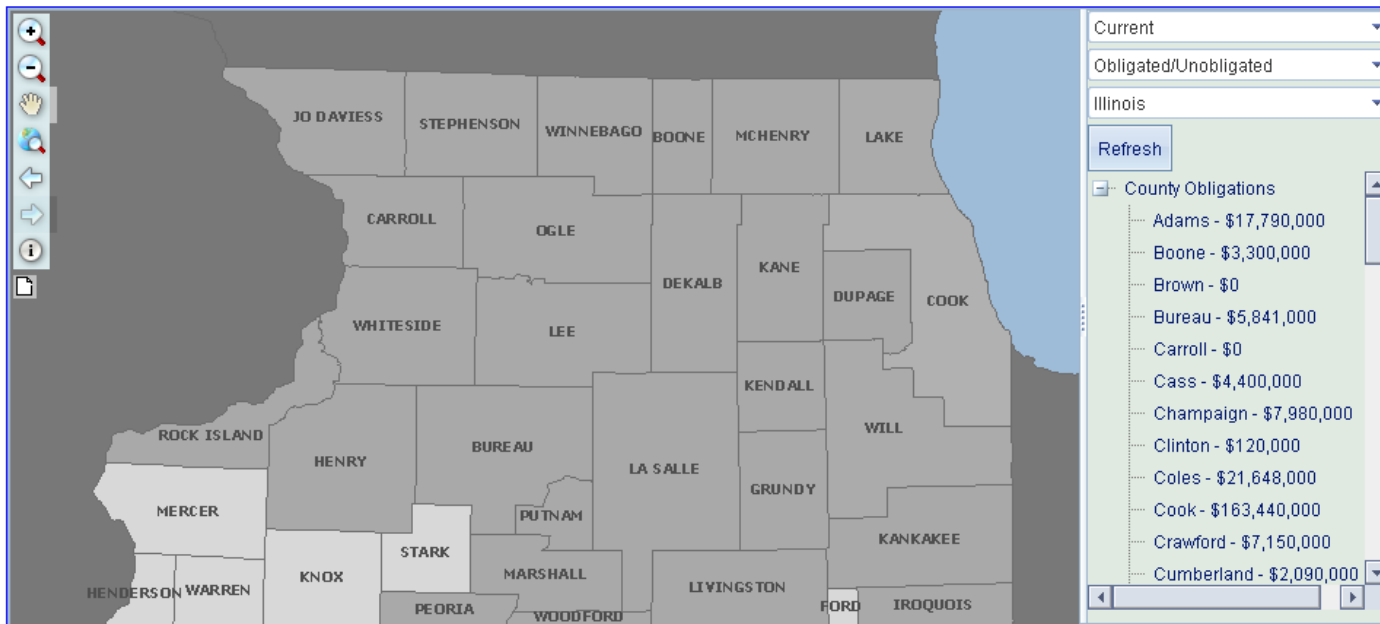 JO DAVIESS
STEPHENSON
WINNEBAGO
BOONE
MCHENRY
LAKE
CARROLL
OGLE
DEKALB
KANE
DUPAGE
COOK
WHITESIDE
LEE
KENDALL
ROCK ISLAND
HENRY
BUREAU
LA SALLE
WILL
GRUNDY
MERCER
PUTNAM
STARK
KANKAKEE
HENDERSON
WARREN
KNOX
MARSHALL
LIVINGSTON
PEORIA
WOODFORD
FORD
IROQUOIS
Current
Obligated/Unobligated
Illinois
Refresh
County Obligations
Adams - $17,790,000
Boone - $3,300,000
Brown - $0
Bureau - $5,841,000
Carroll - $0
Cass - $4,400,000
Champaign - $7,980,000
Clinton - $120,000
Coles - $21,648,000
Cook - $163,440,000
Crawford - $7,150,000
Cumberland - $2,090,000